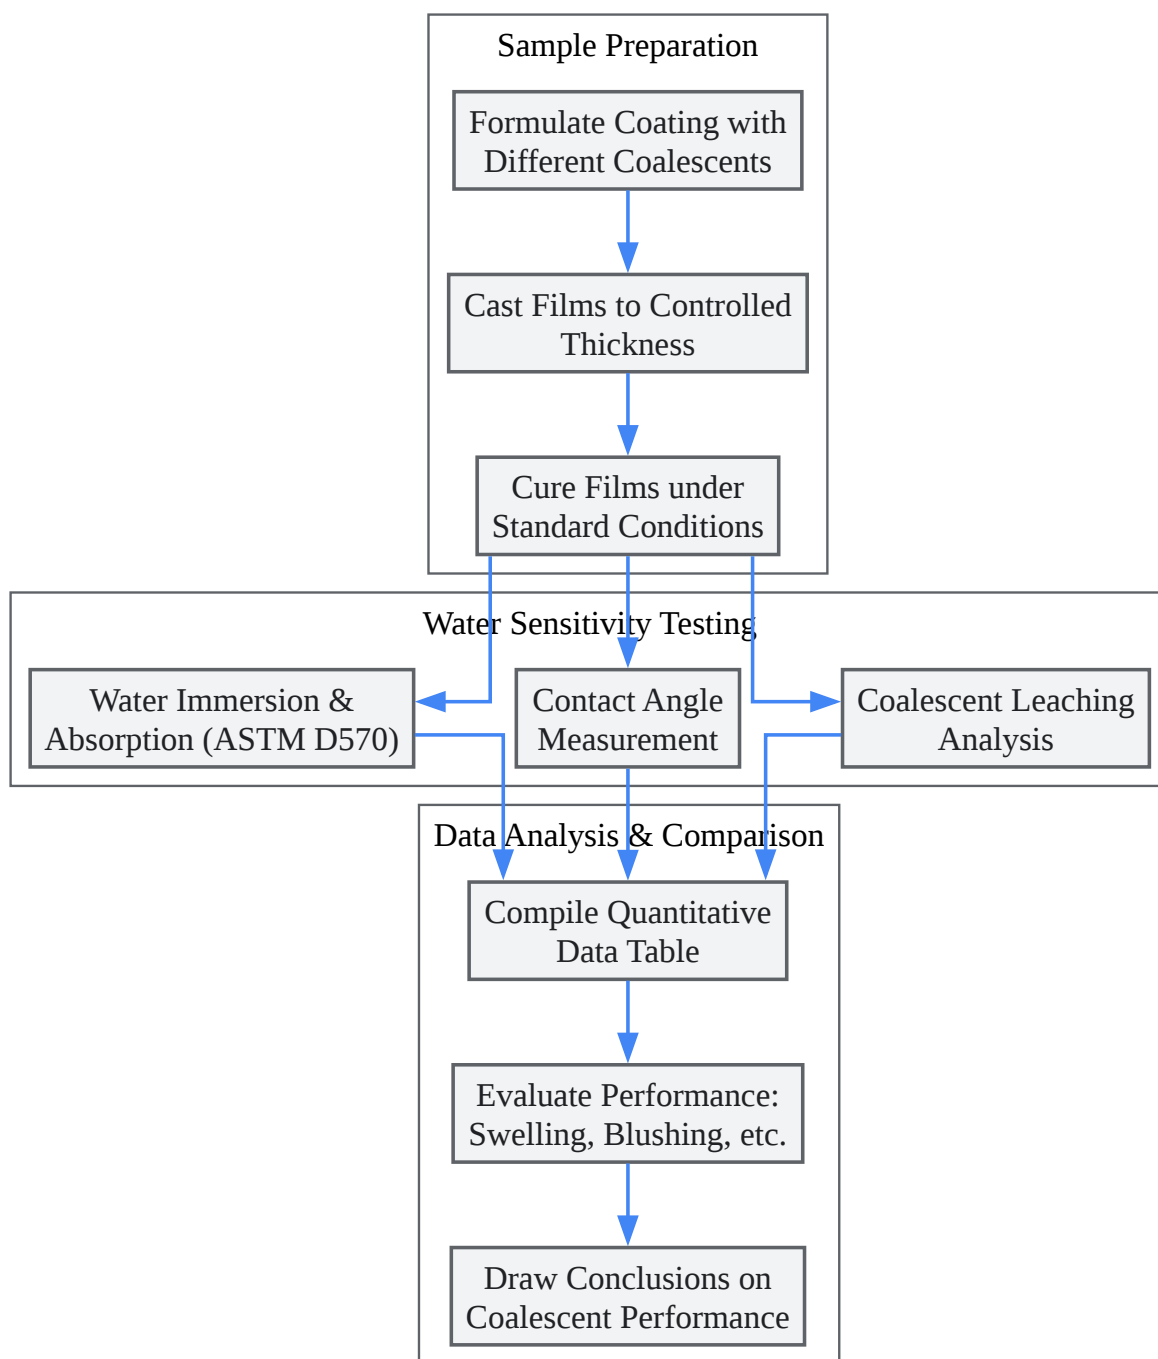 Sample Preparation
Formulate Coating with
Different Coalescents
Cast Films to Controlled
Thickness
Cure Films under
Standard Conditions
Water Sensitivity Testing
Water Immersion &
Absorption (ASTM D570)
Contact Angle
Measurement
Coalescent Leaching
Analysis
Data Analysis & Comparison
Compile Quantitative
Data Table
Evaluate Performance:
Swelling, Blushing, etc.
Draw Conclusions on
Coalescent Performance